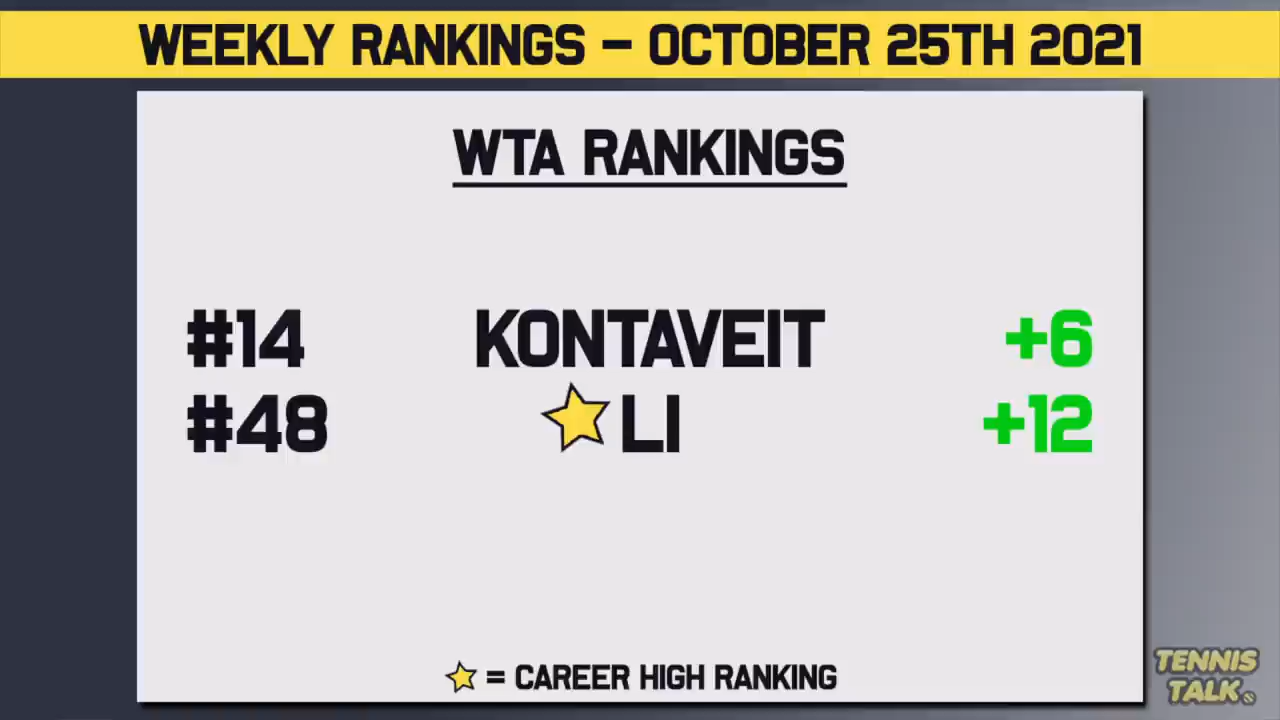 WEEKLY RANKINGS – OCTOBER 25TH 2021
WTA RANKINGS
#14 KONTAVEIT +6
#48 LI +12
= CAREER HIGH RANKING
TENNIS
TALK